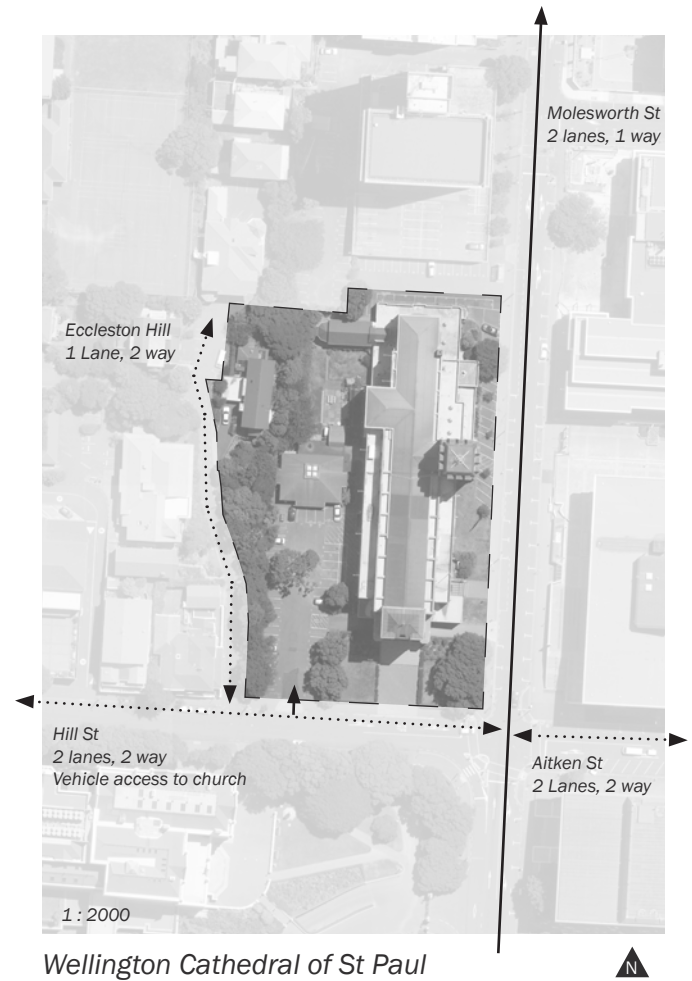 Molesworth St
2 lanes, 1 way
Eccleston Hill
1 Lane, 2 way
Hill St
2 lanes, 2 way
Vehicle access to church
Aitken St
2 Lanes, 2 way
1 : 2000
Wellington Cathedral of St Paul
N